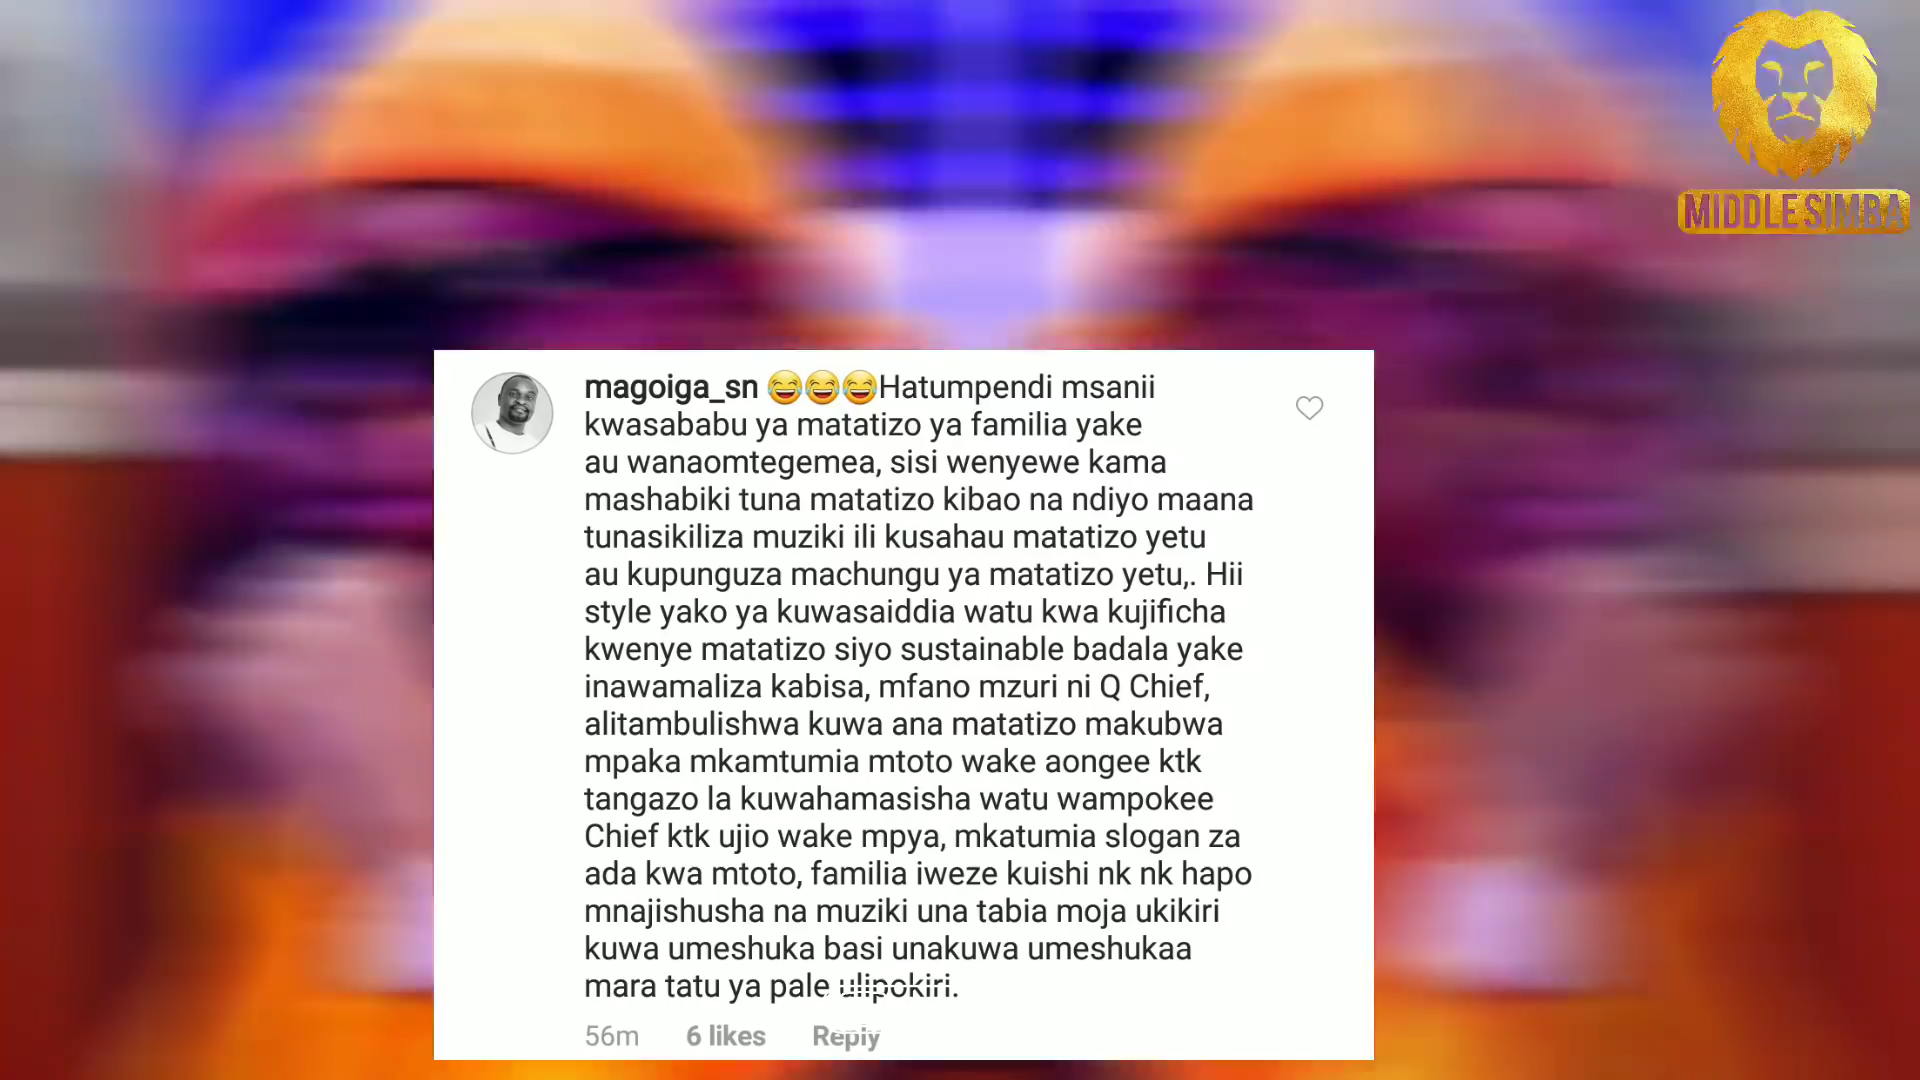 MIDDLE SIMBA
magoiga_sn 😂😂😂Hatumpendi msanii
kwasababu ya matatizo ya familia yake
au wanaomtegemea, sisi wenyewe kama
mashabiki tuna matatizo kibao na ndiyo maana
tunasikiliza muziki ili kusahau matatizo yetu
au kupunguza machungu ya matatizo yetu,. Hii
style yako ya kuwasaiddia watu kwa kujificha
kwenye matatizo siyo sustainable badala yake
inawamaliza kabisa, mfano mzuri ni Q Chief,
alitambulishwa kuwa ana matatizo makubwa
mpaka mkamtumia mtoto wake aongee ktk
tangazo la kuwahamasisha watu wampokee
Chief ktk ujio wake mpya, mkatumia slogan za
ada kwa mtoto, familia iweze kuishi nk nk hapo
mnajishusha na muziki una tabia moja ukikiri
kuwa umeshuka basi unakuwa umeshukaa
mara tatu ya pale ulipokiri.
56m 6 likes Reply